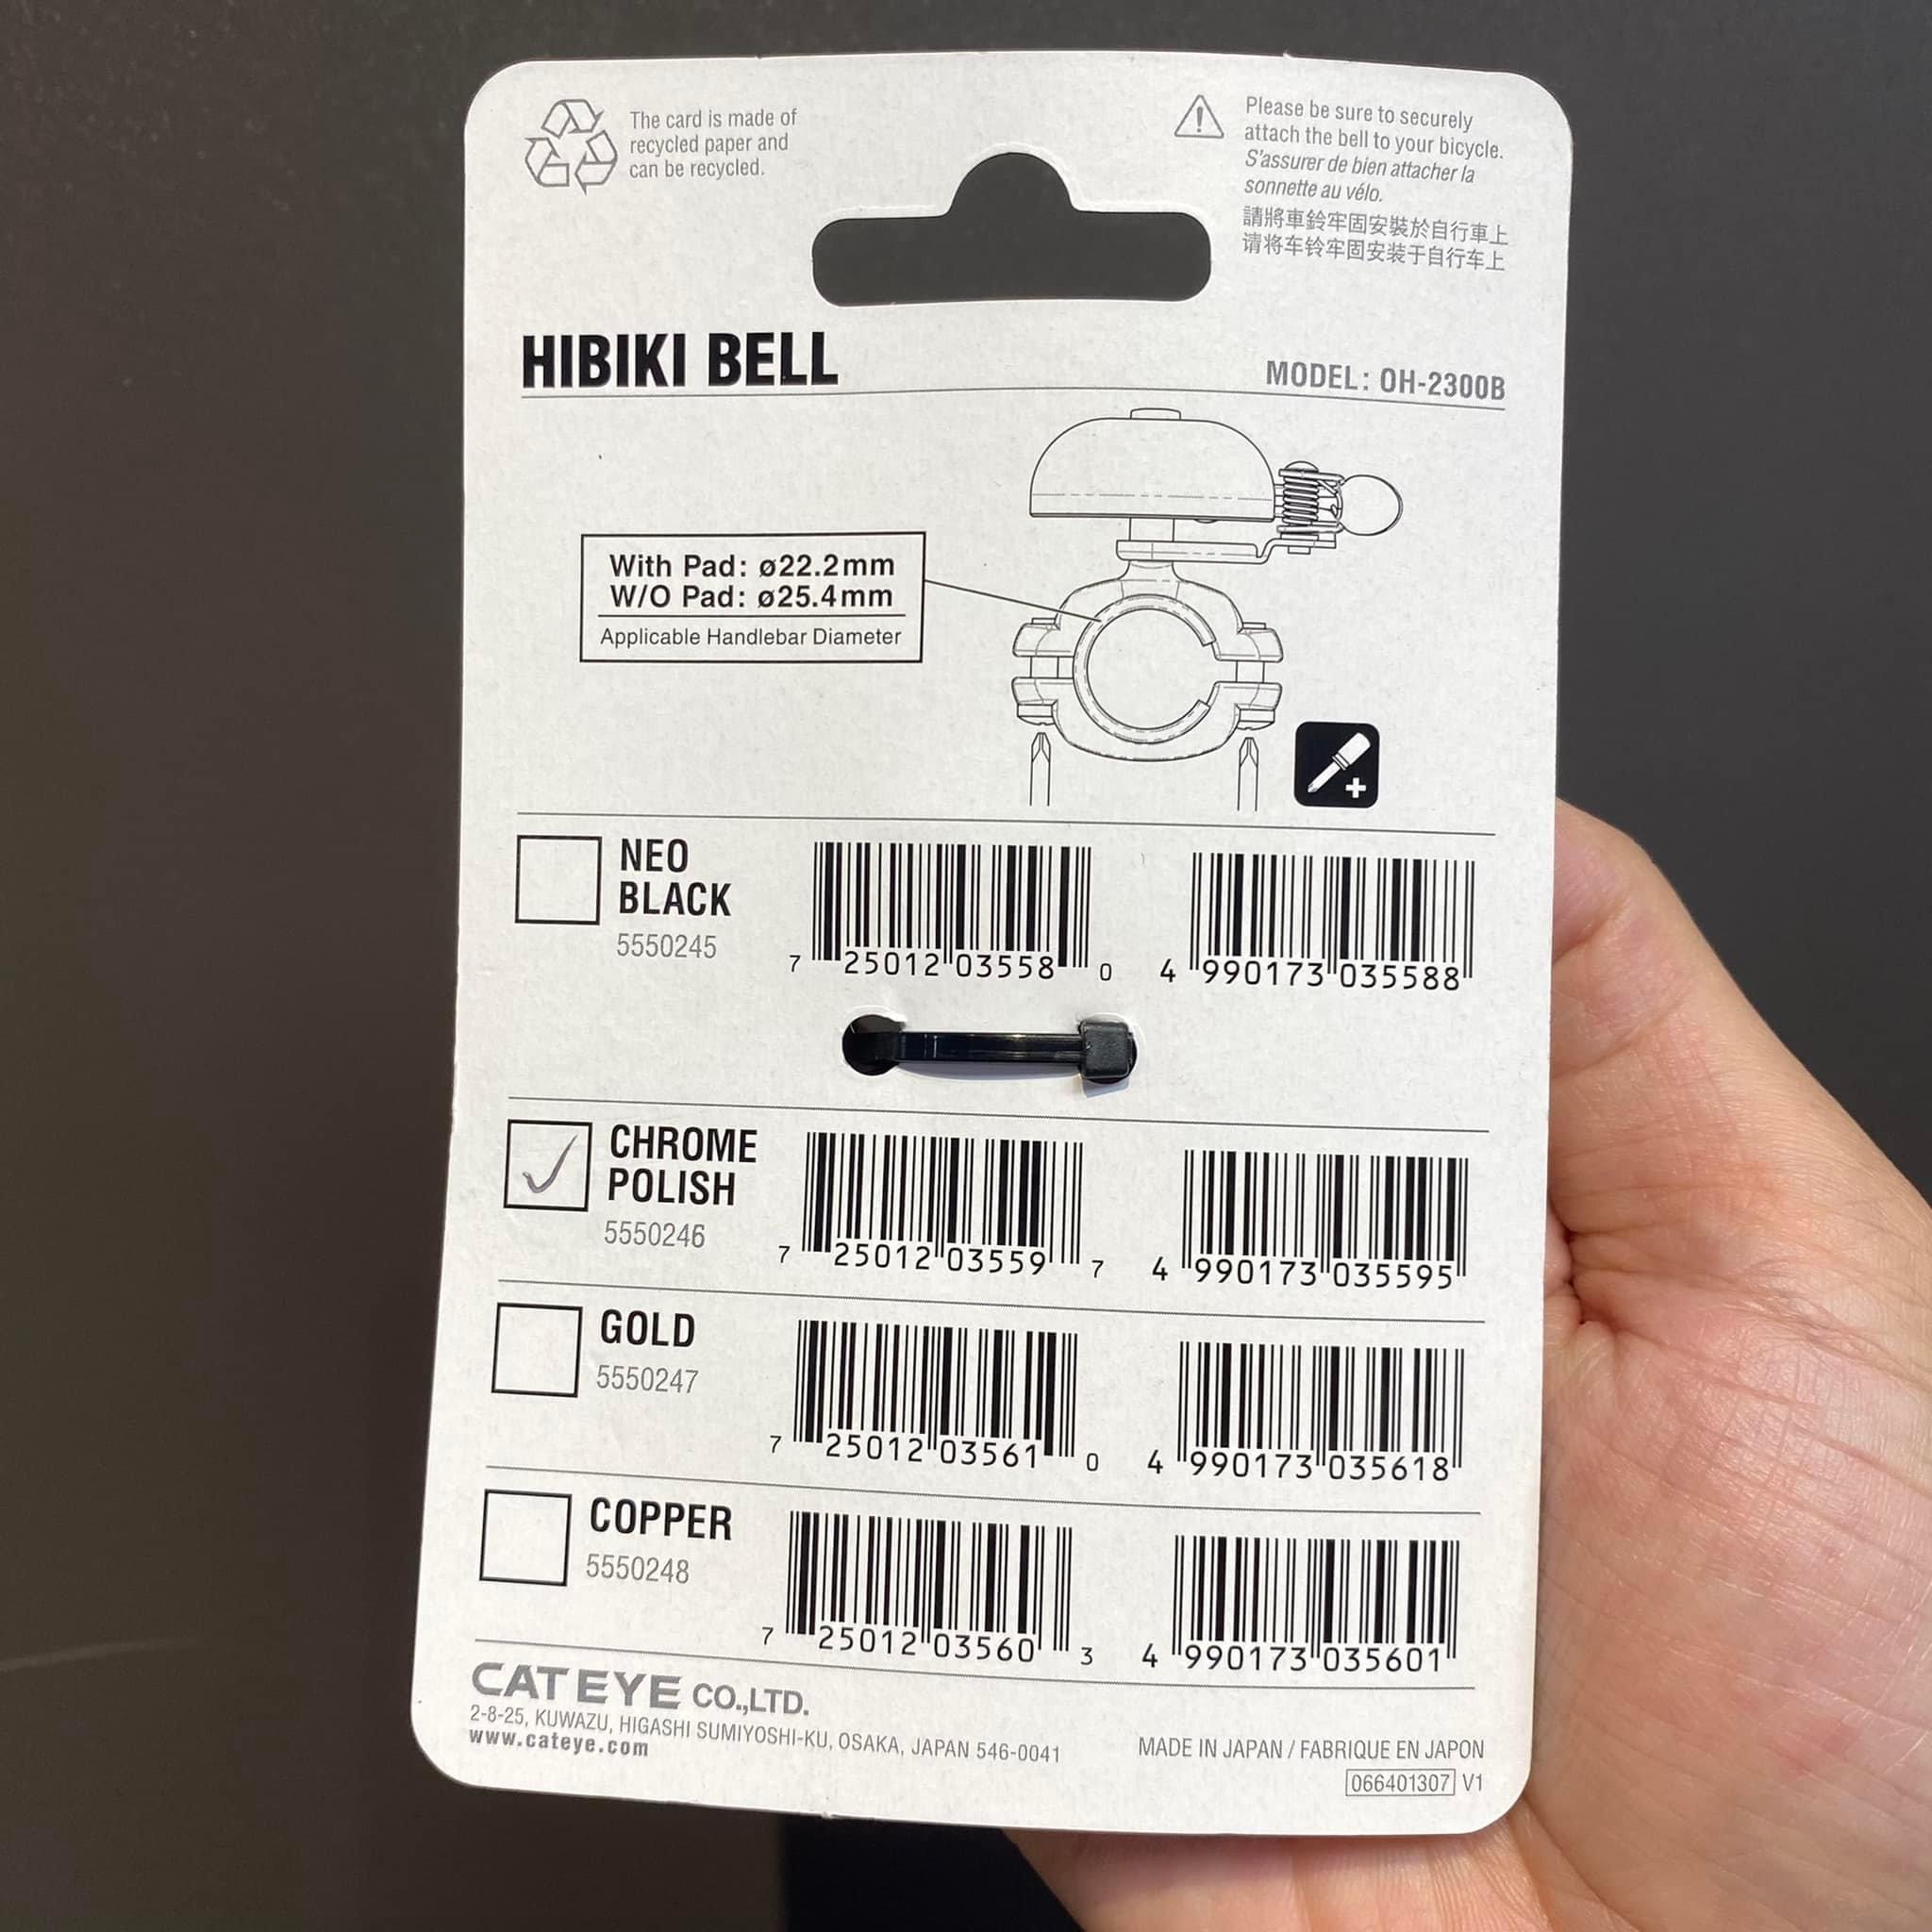 The card is made of
recycled paper and
can be recycled.
Please be sure to securely
attach the bell to your bicycle.
S'assurer de bien attacher la
sonnette au vélo.
請將車鈴牢固安裝於自行車上
请将车铃牢固安装于自行车上
HIBIKI BELL
MODEL: OH-2300B
With Pad: ø22.2mm
W/O Pad: ø25.4mm
Applicable Handlebar Diameter
NEO
BLACK
5550245
7 25012 03558 0
4 990173 035588
CHROME
POLISH
5550246
7 25012 03559 7
4 990173 035595
GOLD
5550247
7 25012 03561 0
4 990173 035618
COPPER
5550248
7 25012 03560 3
4 990173 035601
CATEYE CO.,LTD.
2-8-25, KUWAZU, HIGASHI SUMIYOSHI-KU, OSAKA, JAPAN 546-0041
www.cateye.com
MADE IN JAPAN / FABRIQUE EN JAPON
066401307 V1